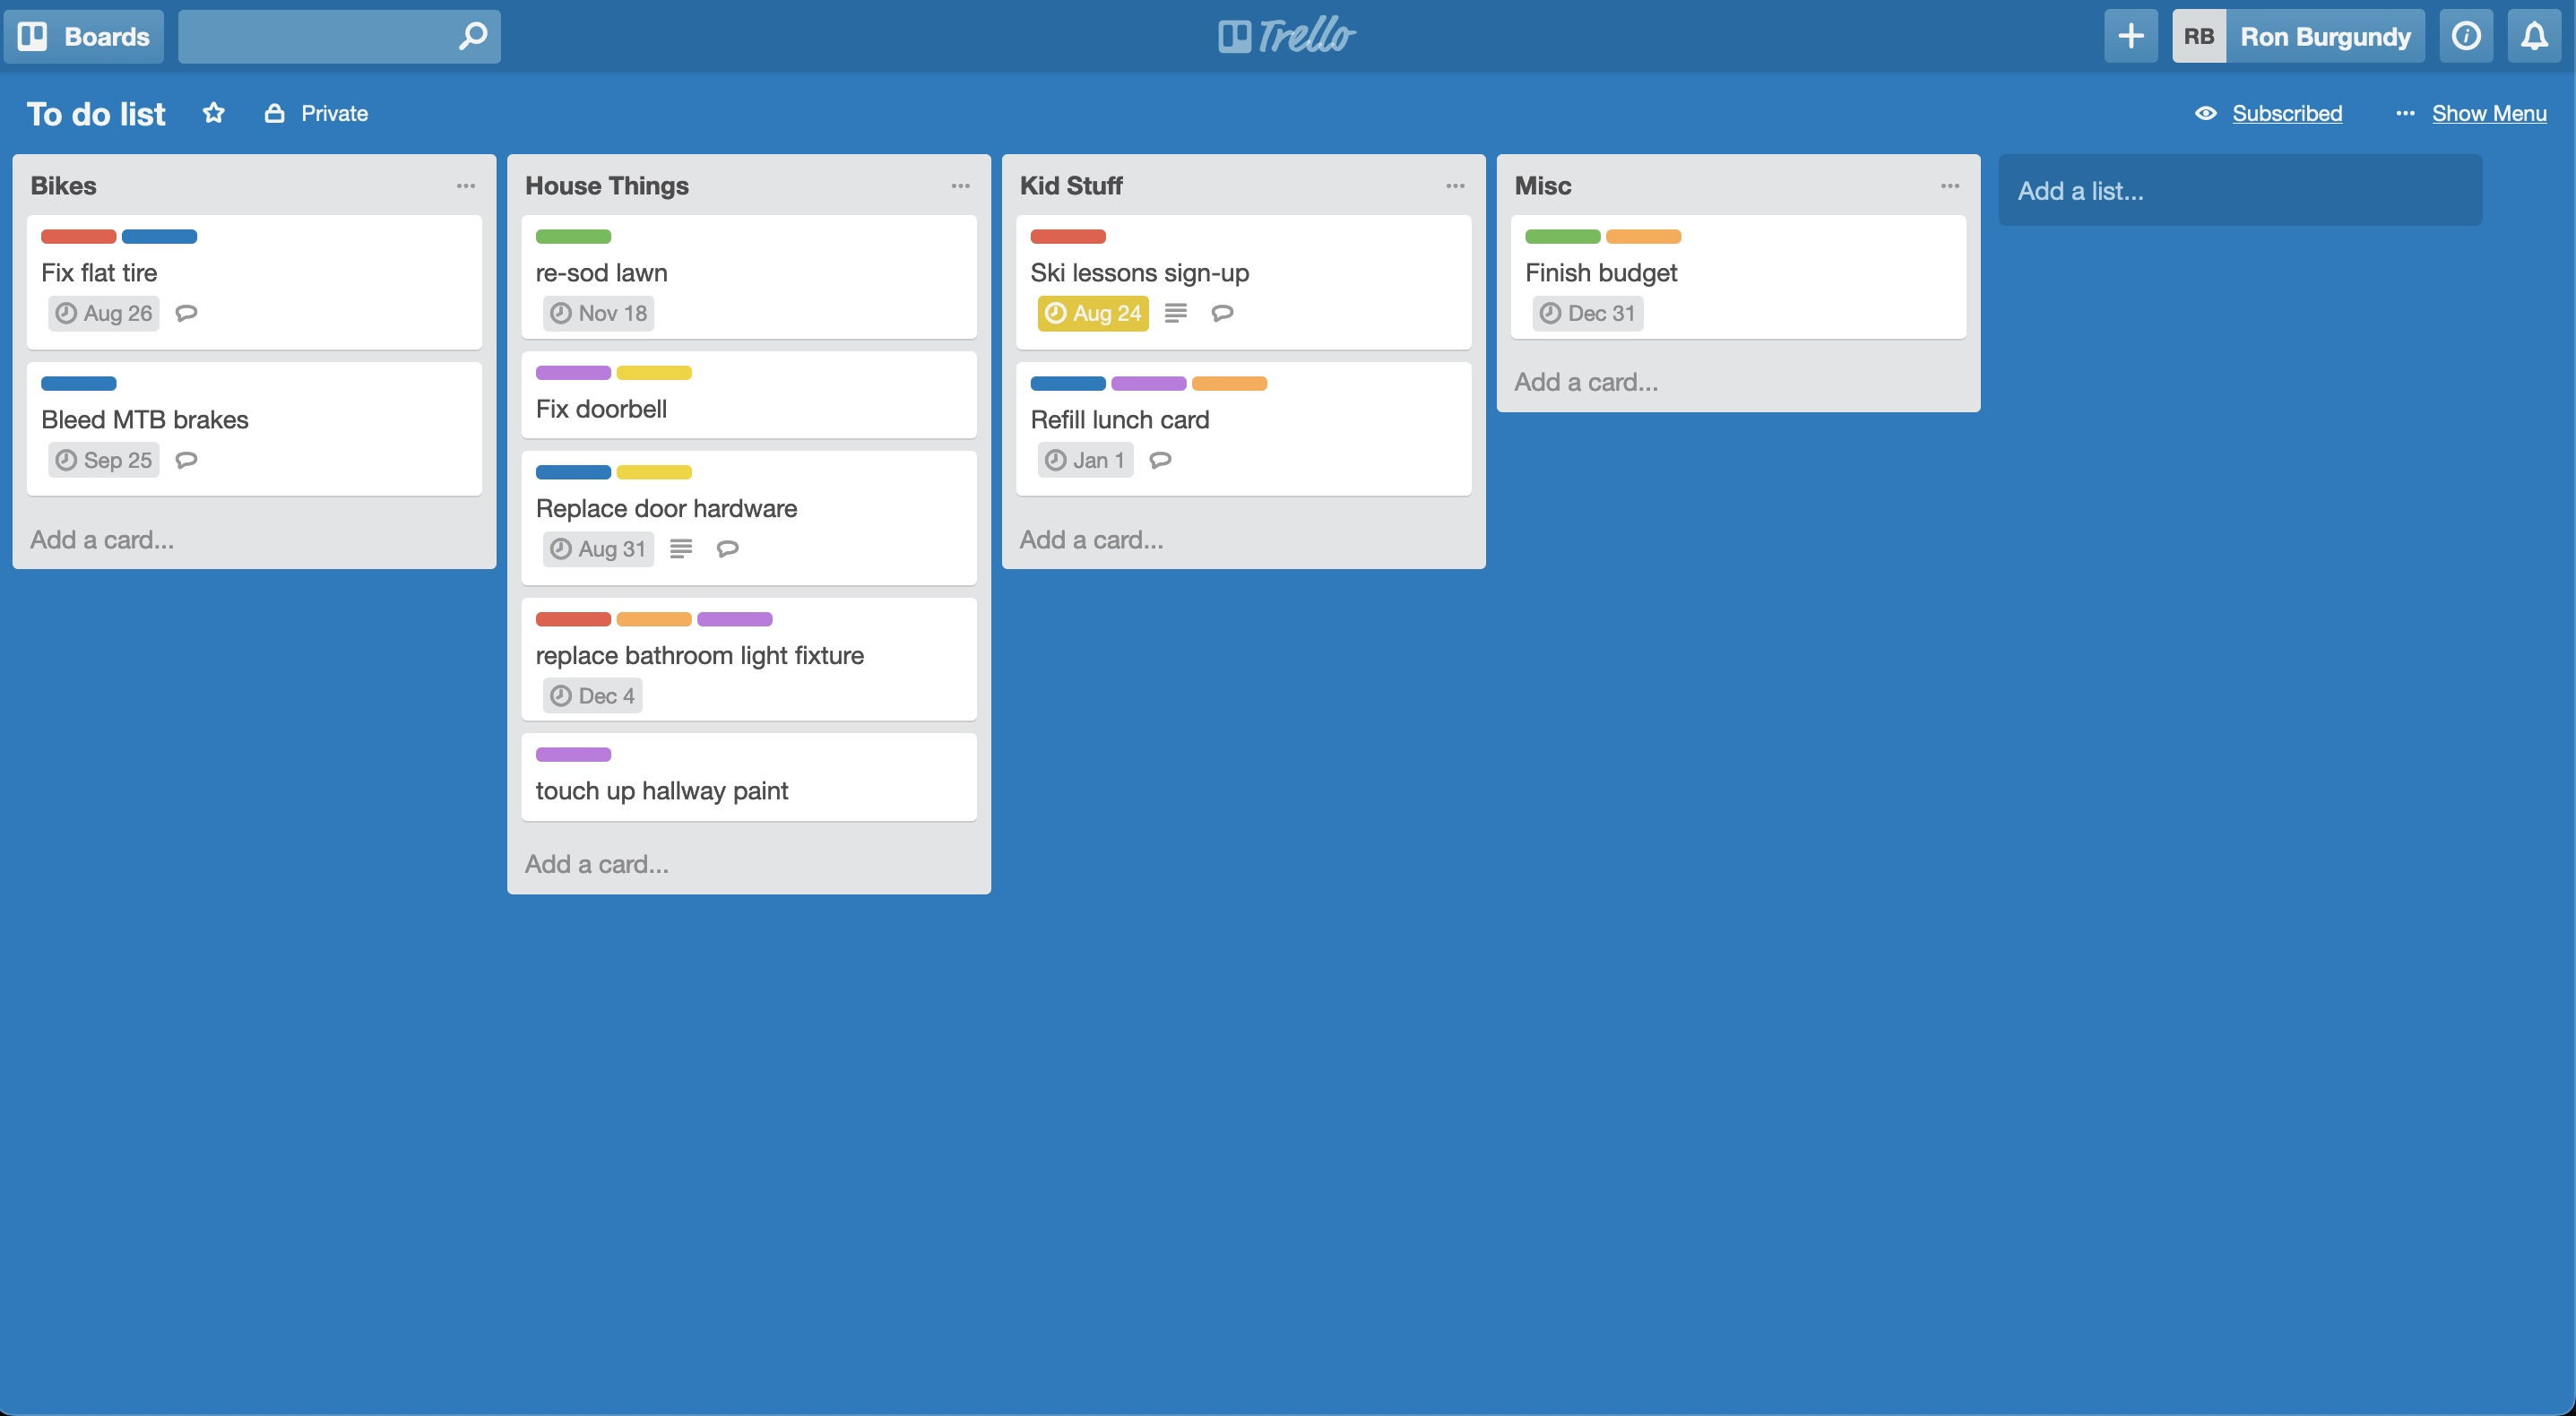 Boards
Trello
RB Ron Burgundy
To do list
Private
Subscribed
... Show Menu
Bikes
Fix flat tire
Aug 26
Bleed MTB brakes
Sep 25
Add a card...
House Things
re-sod lawn
Nov 18
Fix doorbell
Replace door hardware
Aug 31
replace bathroom light fixture
Dec 4
touch up hallway paint
Add a card...
Kid Stuff
Ski lessons sign-up
Aug 24
Refill lunch card
Jan 1
Add a card...
Misc
Finish budget
Dec 31
Add a card...
Add a list...